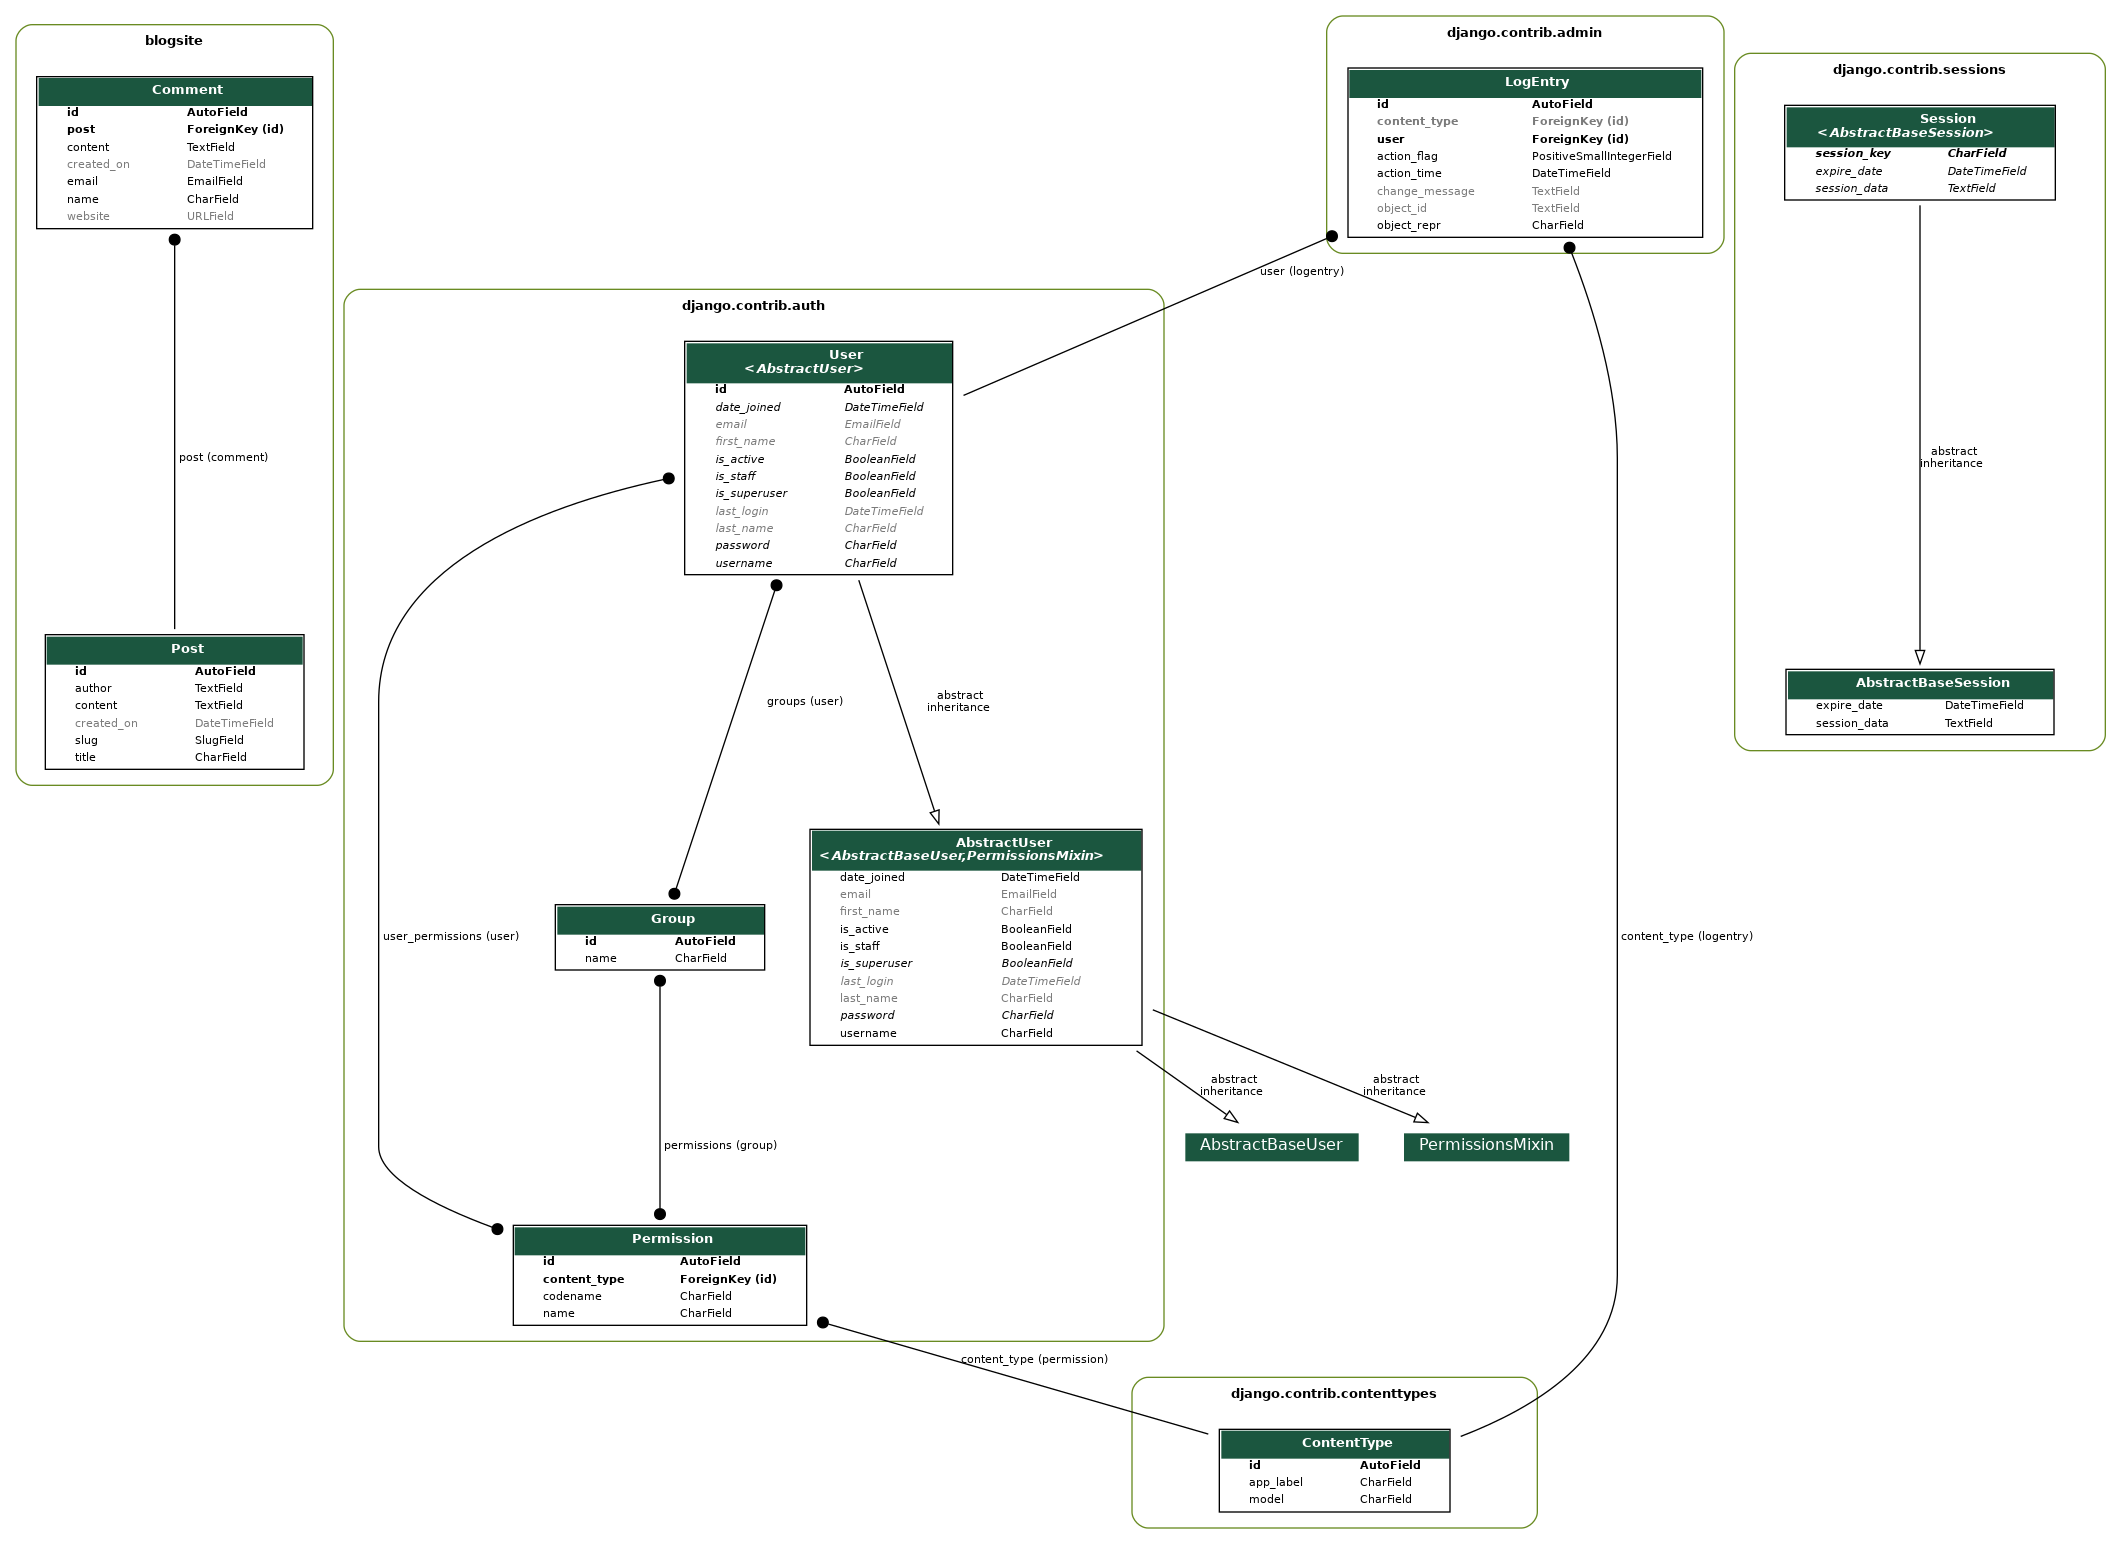 blogsite
Comment
id AutoField
post ForeignKey (id)
content TextField
created_on DateTimeField
email EmailField
name CharField
website URLField
post (comment)
Post
id AutoField
author TextField
content TextField
created_on DateTimeField
slug SlugField
title CharField
django.contrib.admin
LogEntry
id AutoField
content_type ForeignKey (id)
user ForeignKey (id)
action_flag PositiveSmallIntegerField
action_time DateTimeField
change_message TextField
object_id TextField
object_repr CharField
user (logentry)
django.contrib.sessions
Session
<AbstractBaseSession>
session_key CharField
expire_date DateTimeField
session_data TextField
abstract
inheritance
AbstractBaseSession
expire_date DateTimeField
session_data TextField
django.contrib.auth
User
<AbstractUser>
id AutoField
date_joined DateTimeField
email EmailField
first_name CharField
is_active BooleanField
is_staff BooleanField
is_superuser BooleanField
last_login DateTimeField
last_name CharField
password CharField
username CharField
groups (user)
abstract
inheritance
AbstractUser
<AbstractBaseUser,PermissionsMixin>
date_joined DateTimeField
email EmailField
first_name CharField
is_active BooleanField
is_staff BooleanField
is_superuser BooleanField
last_login DateTimeField
last_name CharField
password CharField
username CharField
user_permissions (user)
Group
id AutoField
name CharField
content_type (logentry)
abstract
inheritance
abstract
inheritance
AbstractBaseUser
PermissionsMixin
permissions (group)
Permission
id AutoField
content_type ForeignKey (id)
codename CharField
name CharField
content_type (permission)
django.contrib.contenttypes
ContentType
id AutoField
app_label CharField
model CharField